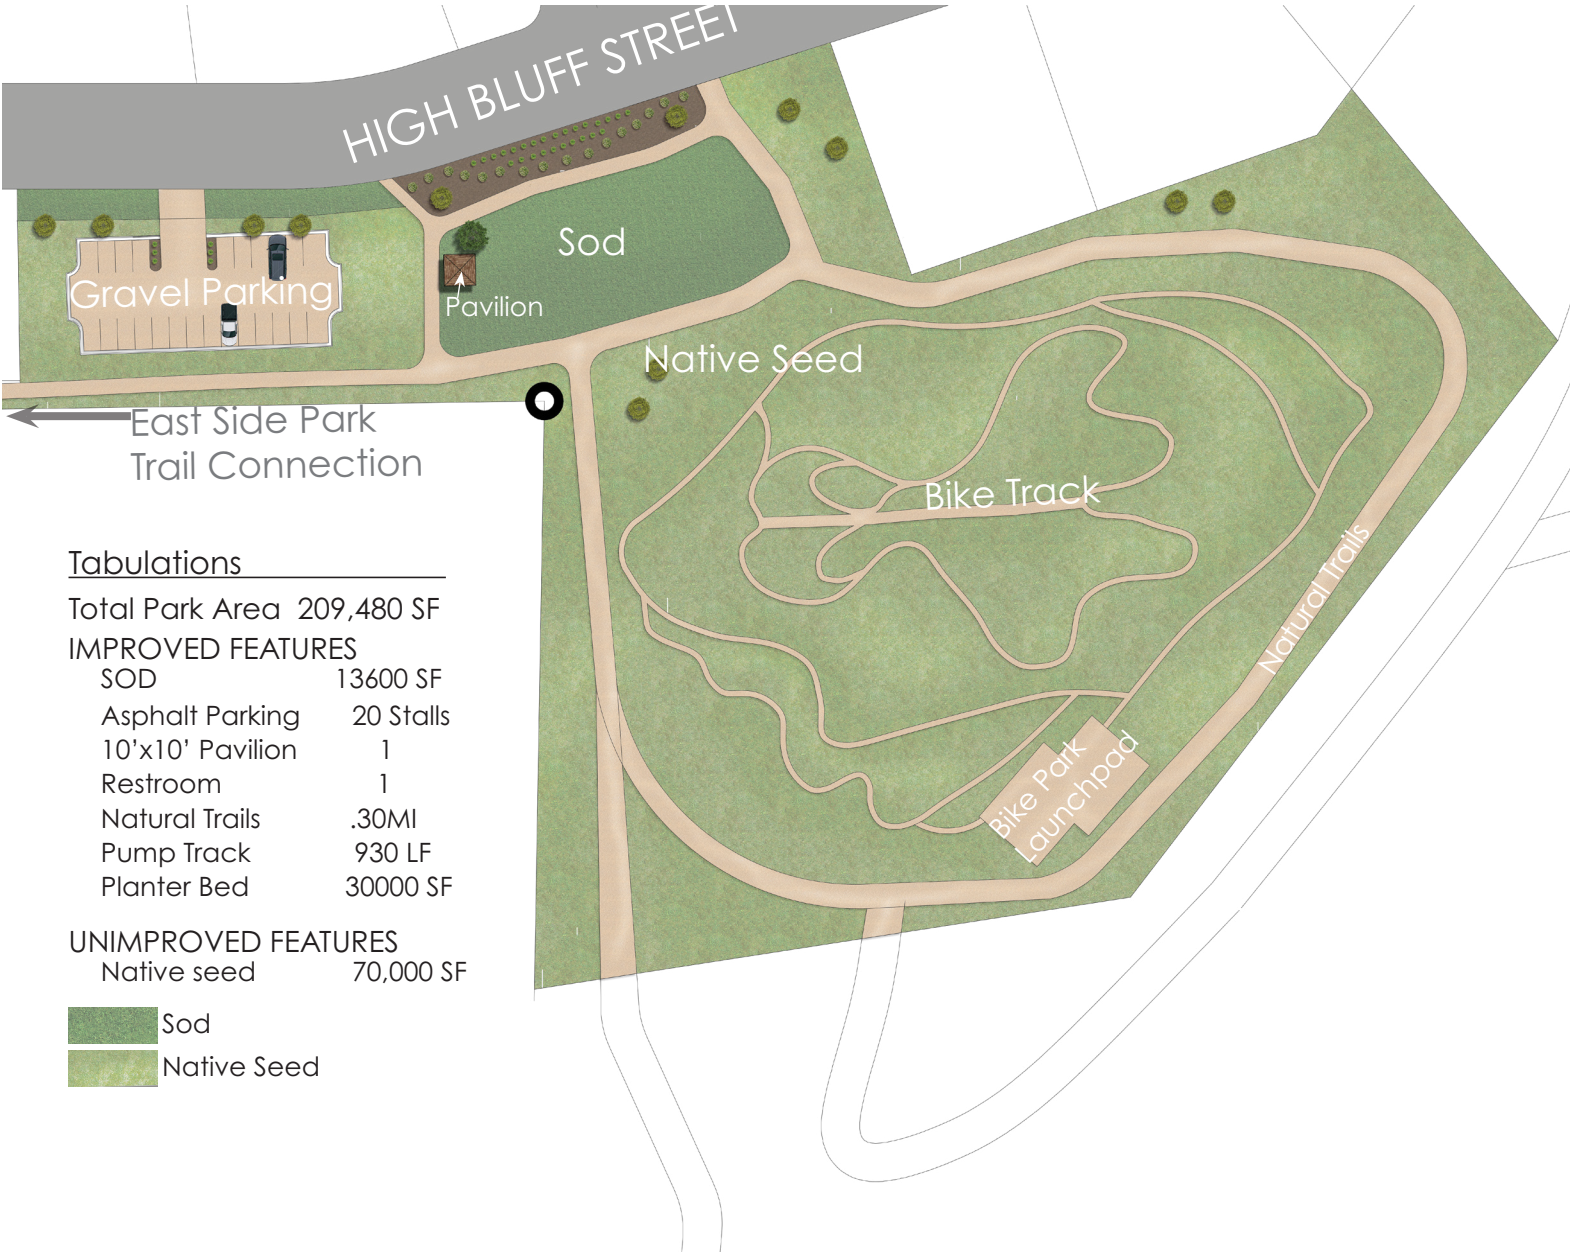 HIGH BLUFF STREET
Sod
Gravel Parking
Pavilion
Native Seed
East Side Park
Trail Connection
Bike Track
Natural Trails
Bike Park
Launchpad
Tabulations
Total Park Area 209,480 SF
IMPROVED FEATURES
SOD 13600 SF
Asphalt Parking 20 Stalls
10’x10’ Pavilion 1
Restroom 1
Natural Trails .30MI
Pump Track 930 LF
Planter Bed 30000 SF
UNIMPROVED FEATURES
Native seed 70,000 SF
Sod
Native Seed